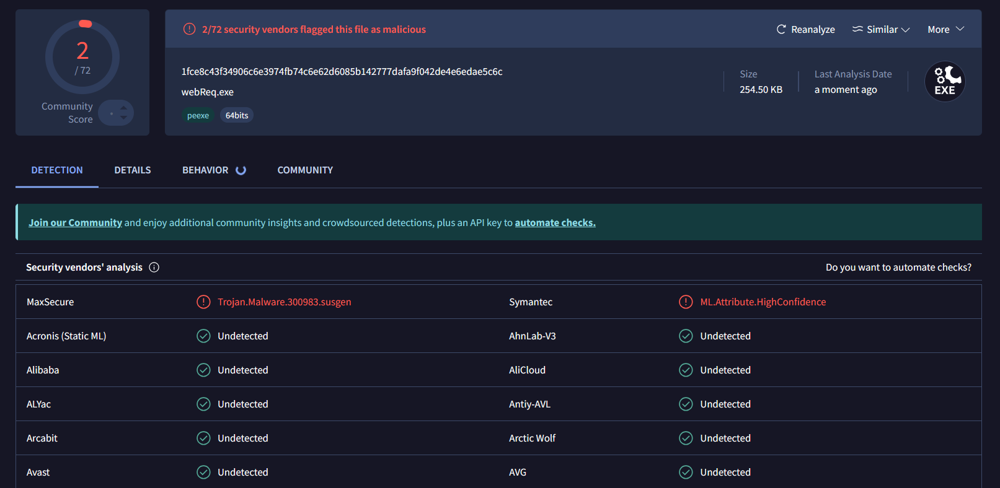 2
/ 72
Community
Score
2/72 security vendors flagged this file as malicious
Reanalyze
Similar
More
1fce8c43f34906c6e3974fb74c6e62d6085b142777dafa9f042de4e6edae5c6c
webReq.exe
peexe
64bits
Size
254.50 KB
Last Analysis Date
a moment ago
EXE
DETECTION
DETAILS
BEHAVIOR
COMMUNITY
Join our Community and enjoy additional community insights and crowdsourced detections, plus an API key to automate checks.
Security vendors' analysis
Do you want to automate checks?
MaxSecure
Trojan.Malware.300983.susgen
Symantec
ML.Attribute.HighConfidence
Acronis (Static ML)
Undetected
AhnLab-V3
Undetected
Alibaba
Undetected
AliCloud
Undetected
ALYac
Undetected
Antiy-AVL
Undetected
Arcabit
Undetected
Arctic Wolf
Undetected
Avast
Undetected
AVG
Undetected